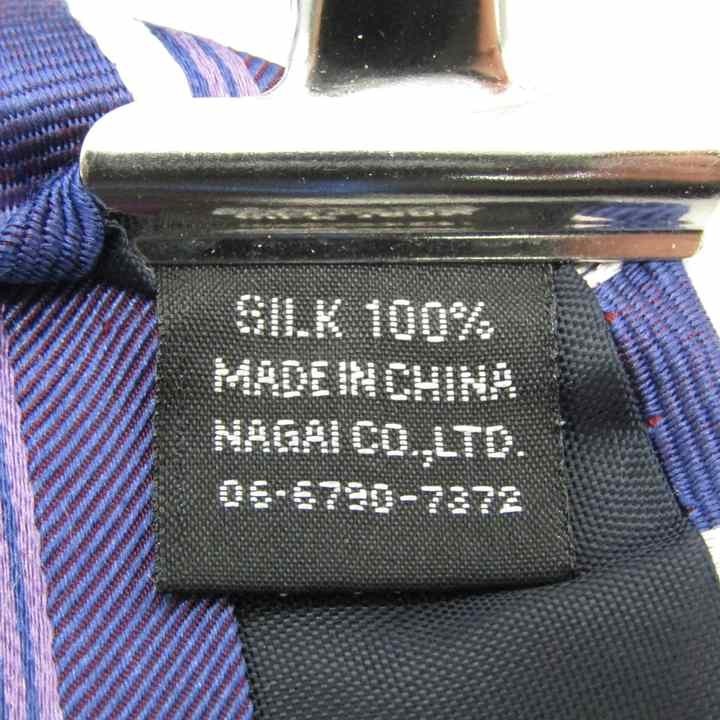 SILK 100%
MADE IN CHINA
NAGAI CO.,LTD.
06-6790-7372